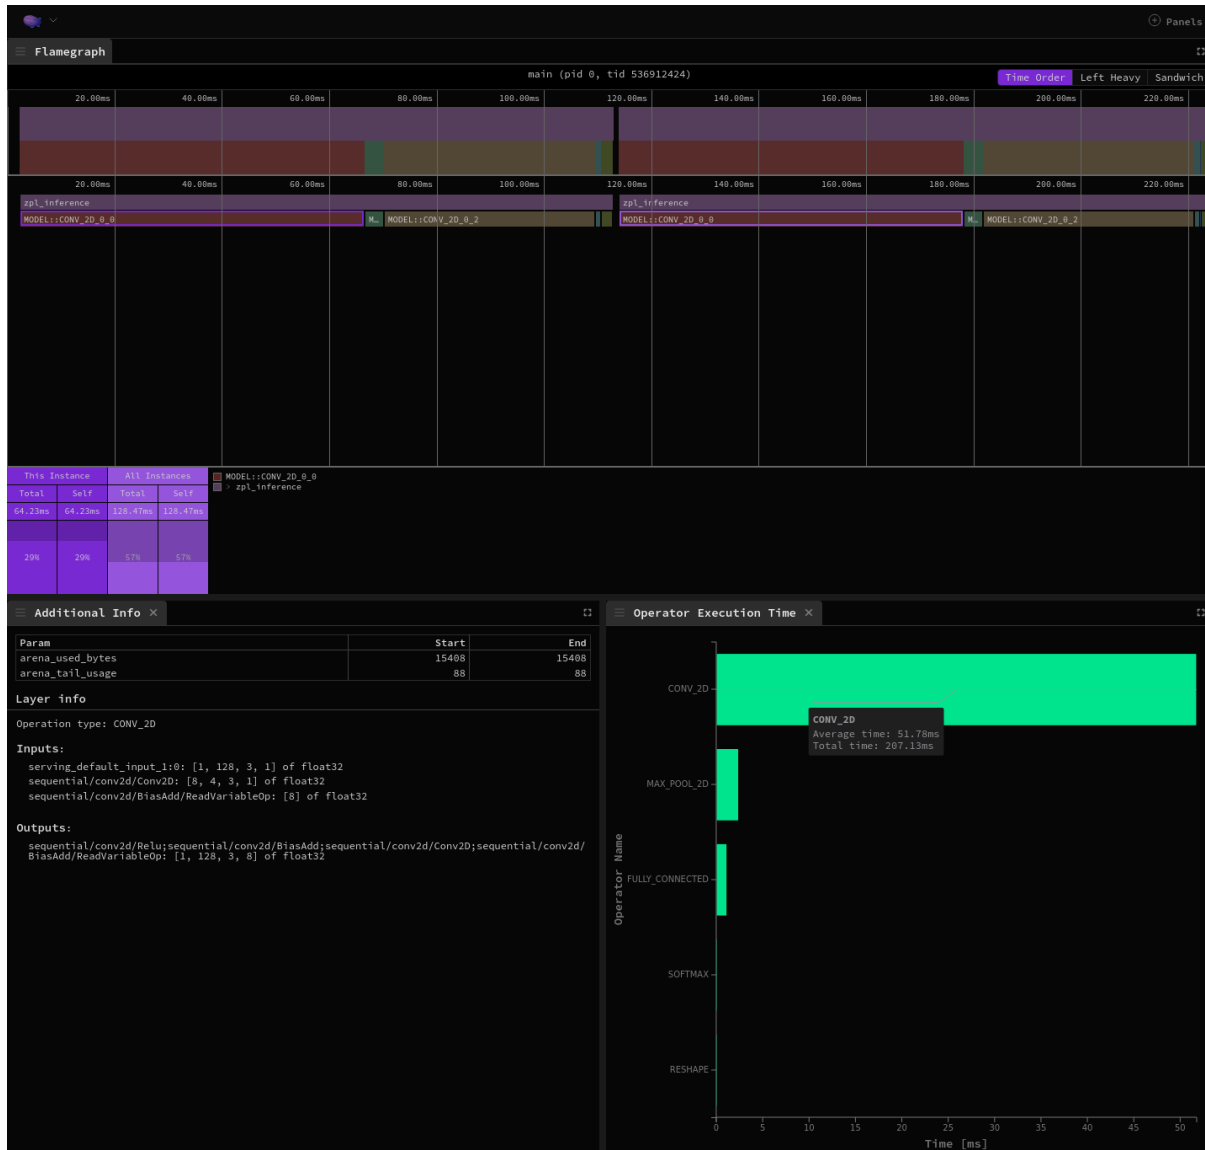 Panels
Flamegraph
main (pid 0, tid 536912424)
Time Order Left Heavy Sandwich
20.00ms 40.00ms 60.00ms 80.00ms 100.00ms 120.00ms 140.00ms 160.00ms 180.00ms 200.00ms 220.00ms
20.00ms 40.00ms 60.00ms 80.00ms 100.00ms 120.00ms 140.00ms 160.00ms 180.00ms 200.00ms 220.00ms
zpl_inference zpl_inference
MODEL::CONV_2D_0_0 M… MODEL::CONV_2D_0_2 MODEL::CONV_2D_0_0 M… MODEL::CONV_2D_0_2
This Instance All Instances
Total Self Total Self
64.23ms 64.23ms 128.47ms 128.47ms
29% 29% 57% 57%
MODEL::CONV_2D_0_0
> zpl_inference
Additional Info ×
Param Start End
arena_used_bytes 15408 15408
arena_tail_usage 88 88
Layer info
Operation type: CONV_2D
Inputs:
serving_default_input_1:0: [1, 128, 3, 1] of float32
sequential/conv2d/Conv2D: [8, 4, 3, 1] of float32
sequential/conv2d/BiasAdd/ReadVariableOp: [8] of float32
Outputs:
sequential/conv2d/Relu;sequential/conv2d/BiasAdd;sequential/conv2d/Conv2D;sequential/conv2d/
BiasAdd/ReadVariableOp: [1, 128, 3, 8] of float32
Operator Execution Time ×
CONV_2D
CONV_2D
Average time: 51.78ms
Total time: 207.13ms
MAX_POOL_2D
FULLY_CONNECTED
SOFTMAX
RESHAPE
Operator Name
0 5 10 15 20 25 30 35 40 45 50
Time [ms]